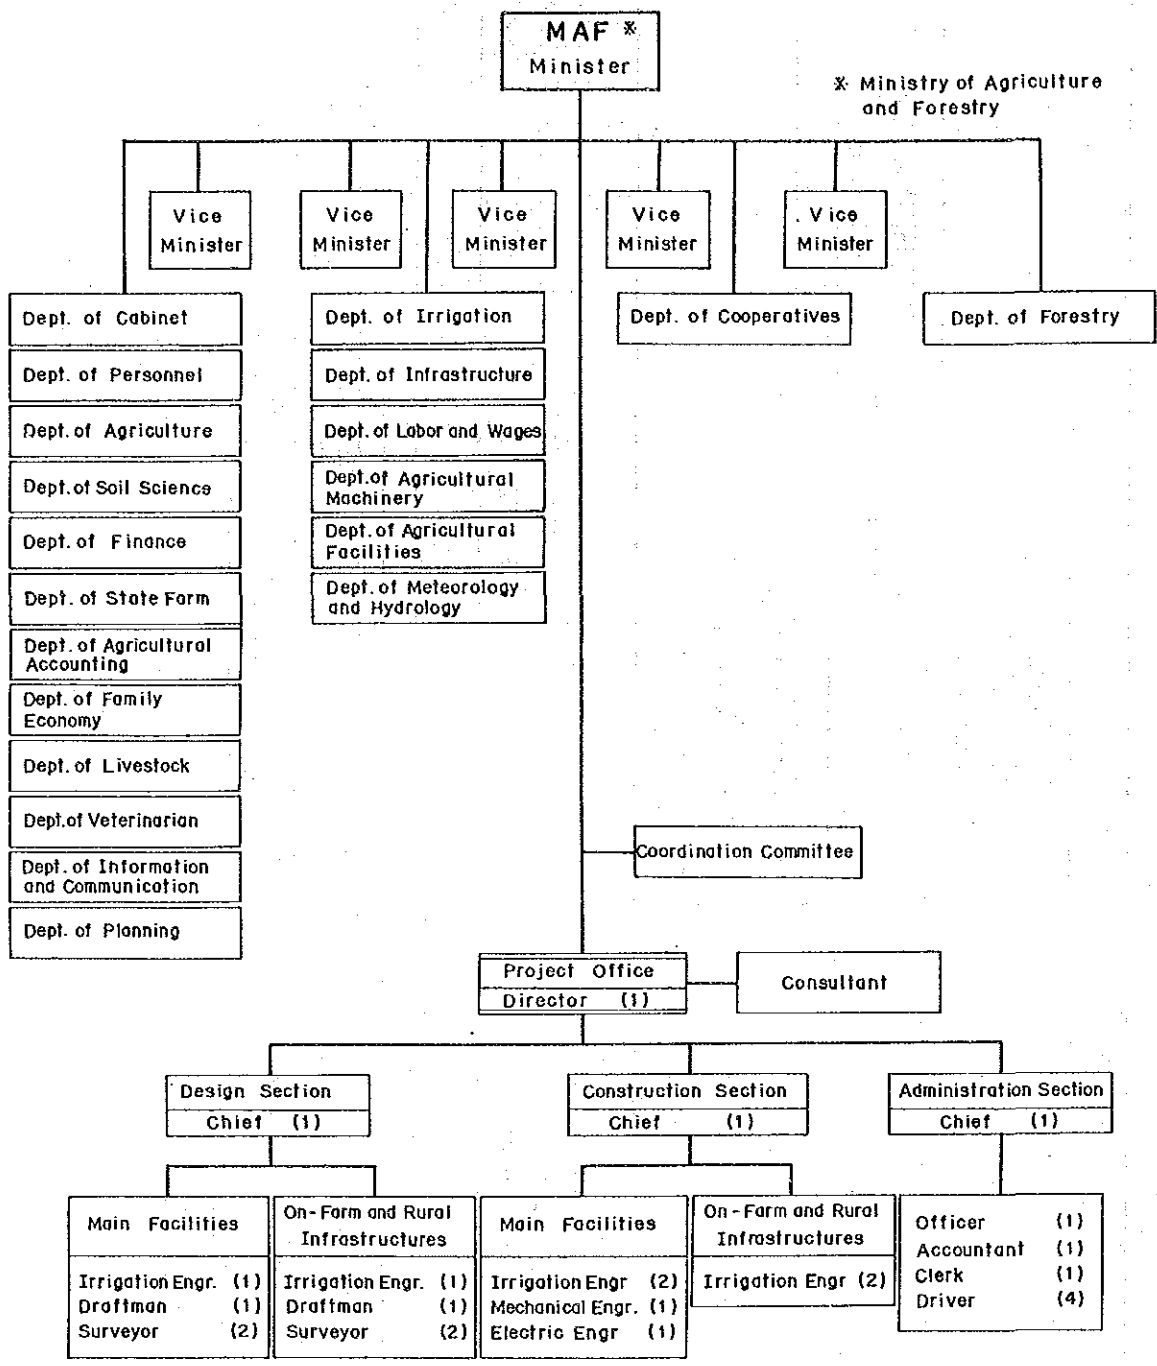 MAF ※
Minister
※ Ministry of Agriculture
and Forestry
Vice
Minister
Vice
Minister
Vice
Minister
Vice
Minister
Vice
Minister
Dept. of Cabinet
Dept. of Personnel
Dept. of Agriculture
Dept. of Soil Science
Dept. of Finance
Dept. of State Farm
Dept. of Agricultural
Accounting
Dept. of Family
Economy
Dept. of Livestock
Dept. of Veterinarian
Dept. of Information
and Communication
Dept. of Planning
Dept. of Irrigation
Dept. of Infrastructure
Dept. of Labor and Wages
Dept. of Agricultural
Machinery
Dept. of Agricultural
Facilities
Dept. of Meteorology
and Hydrology
Dept. of Cooperatives
Dept. of Forestry
Coordination Committee
Project Office
Director (1)
Consultant
Design Section
Chief (1)
Construction Section
Chief (1)
Administration Section
Chief (1)
Main Facilities
Irrigation Engr. (1)
Draftman (1)
Surveyor (2)
On-Farm and Rural
Infrastructures
Irrigation Engr. (1)
Draftman (1)
Surveyor (2)
Main Facilities
Irrigation Engr (2)
Mechanical Engr. (1)
Electric Engr (1)
On-Farm and Rural
Infrastructures
Irrigation Engr (2)
Officer (1)
Accountant (1)
Clerk (1)
Driver (4)